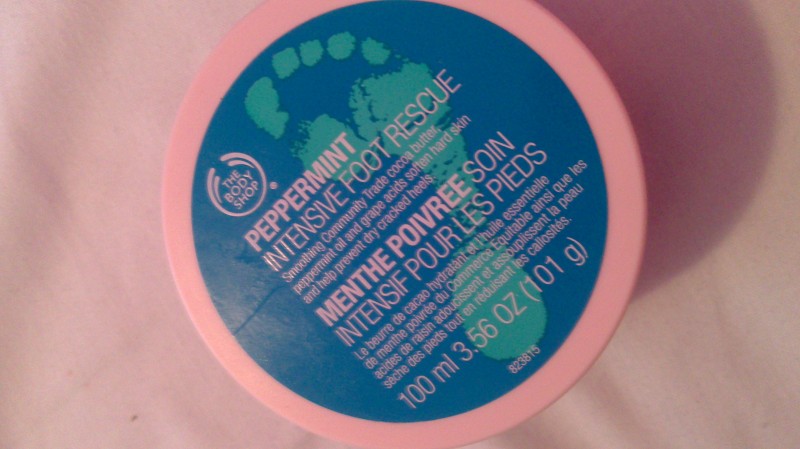 THE
BODY
SHOP®
PEPPERMINT
INTENSIVE FOOT RESCUE
Smoothing Community Trade cocoa butter,
peppermint oil and grape acids soften hard skin
and help prevent dry cracked heels.
MENTHE POIVRÉE SOIN
INTENSIF POUR LES PIEDS
Le beurre de cacao hydratant et huile essentielle
de menthe poivrée du Commerce Equitable ainsi que les
acides de raisin adoucissent et assouplissent la peau
sèche des pieds tout en réduisant les callosités.
100 ml 3.56 OZ (101 g)
823815